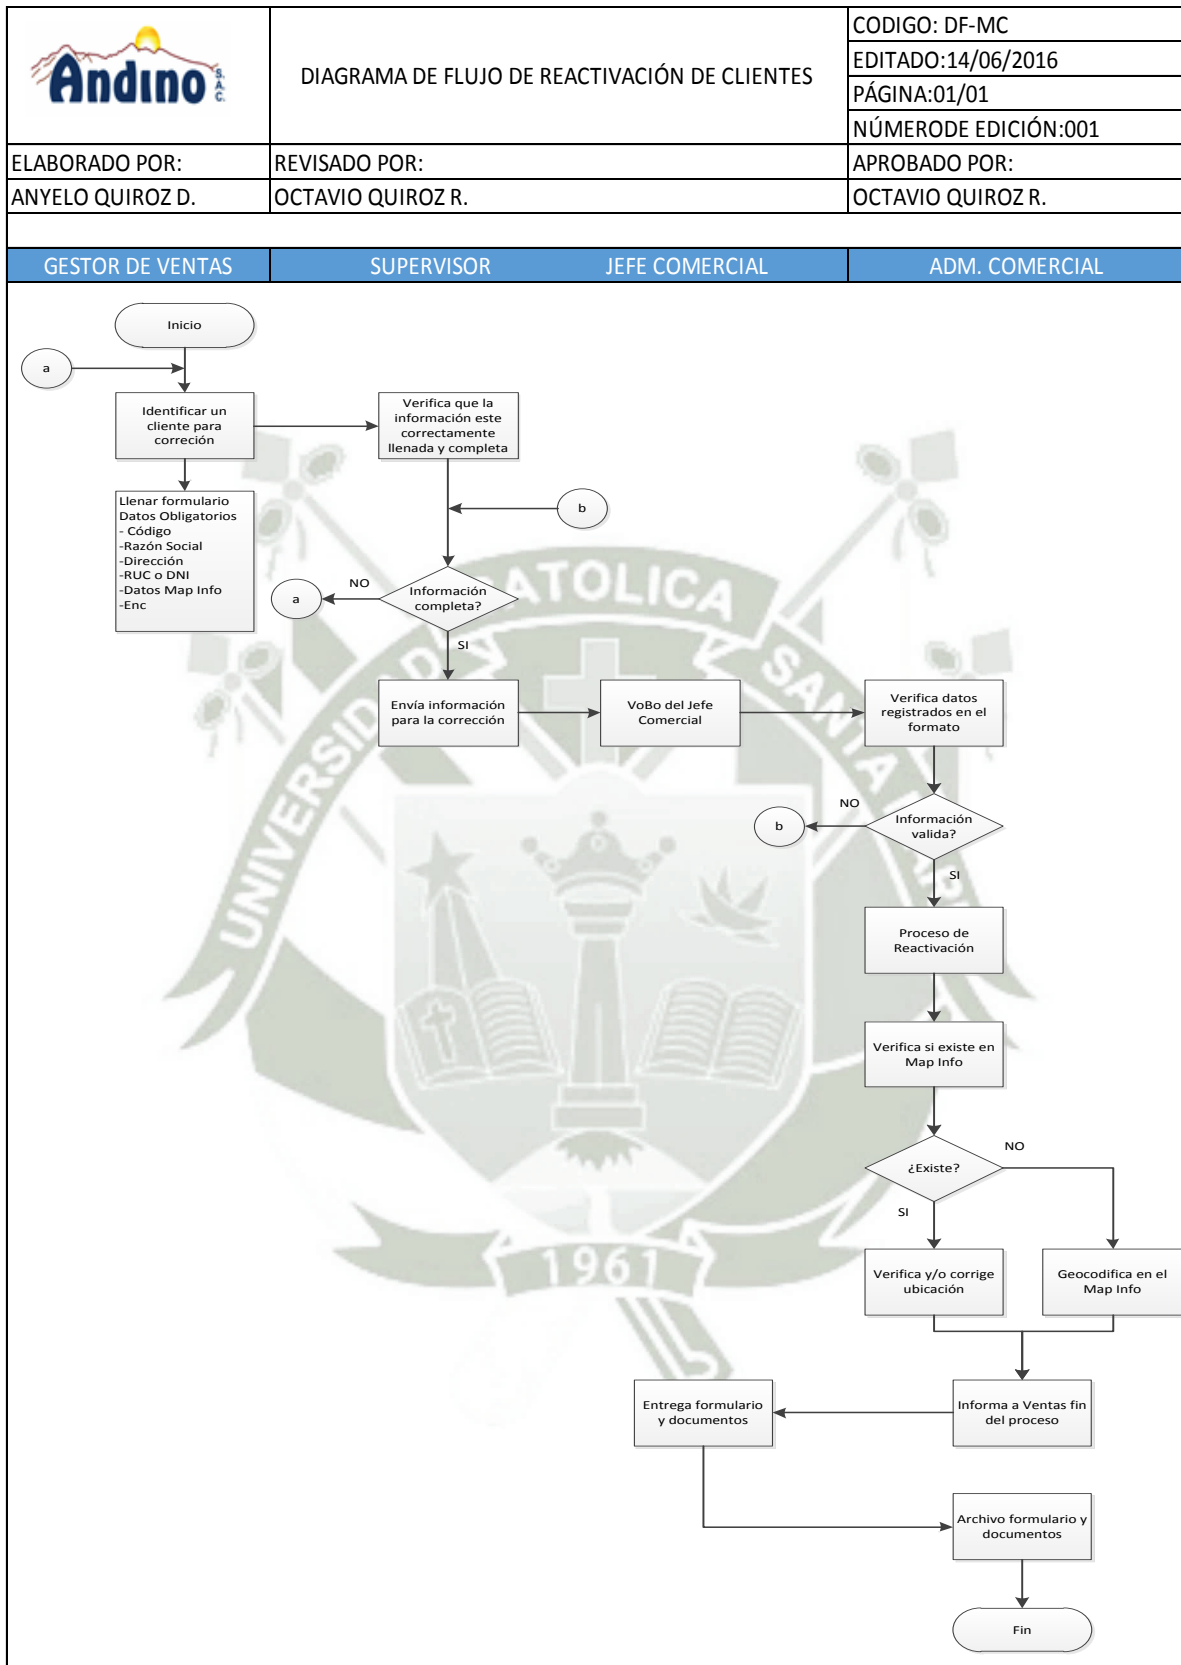 Andino S.A.C.
DIAGRAMA DE FLUJO DE REACTIVACIÓN DE CLIENTES
CODIGO: DF-MC
EDITADO:14/06/2016
PÁGINA:01/01
NÚMERODE EDICIÓN:001
ELABORADO POR:
REVISADO POR:
APROBADO POR:
ANYELO QUIROZ D.
OCTAVIO QUIROZ R.
OCTAVIO QUIROZ R.
GESTOR DE VENTAS
SUPERVISOR
JEFE COMERCIAL
ADM. COMERCIAL
Inicio
a
Identificar un
cliente para
correción
Verifica que la
información este
correctamente
llenada y completa
Llenar formulario
Datos Obligatorios
- Código
-Razón Social
-Dirección
-RUC o DNI
-Datos Map Info
-Enc
b
Información
completa?
NO
a
SI
Envía información
para la corrección
VoBo del Jefe
Comercial
Verifica datos
registrados en el
formato
Información
valida?
NO
b
SI
Proceso de
Reactivación
Verifica si existe en
Map Info
¿Existe?
NO
SI
Verifica y/o corrige
ubicación
Geocodifica en el
Map Info
Entrega formulario
y documentos
Informa a Ventas fin
del proceso
Archivo formulario y
documentos
Fin
1961